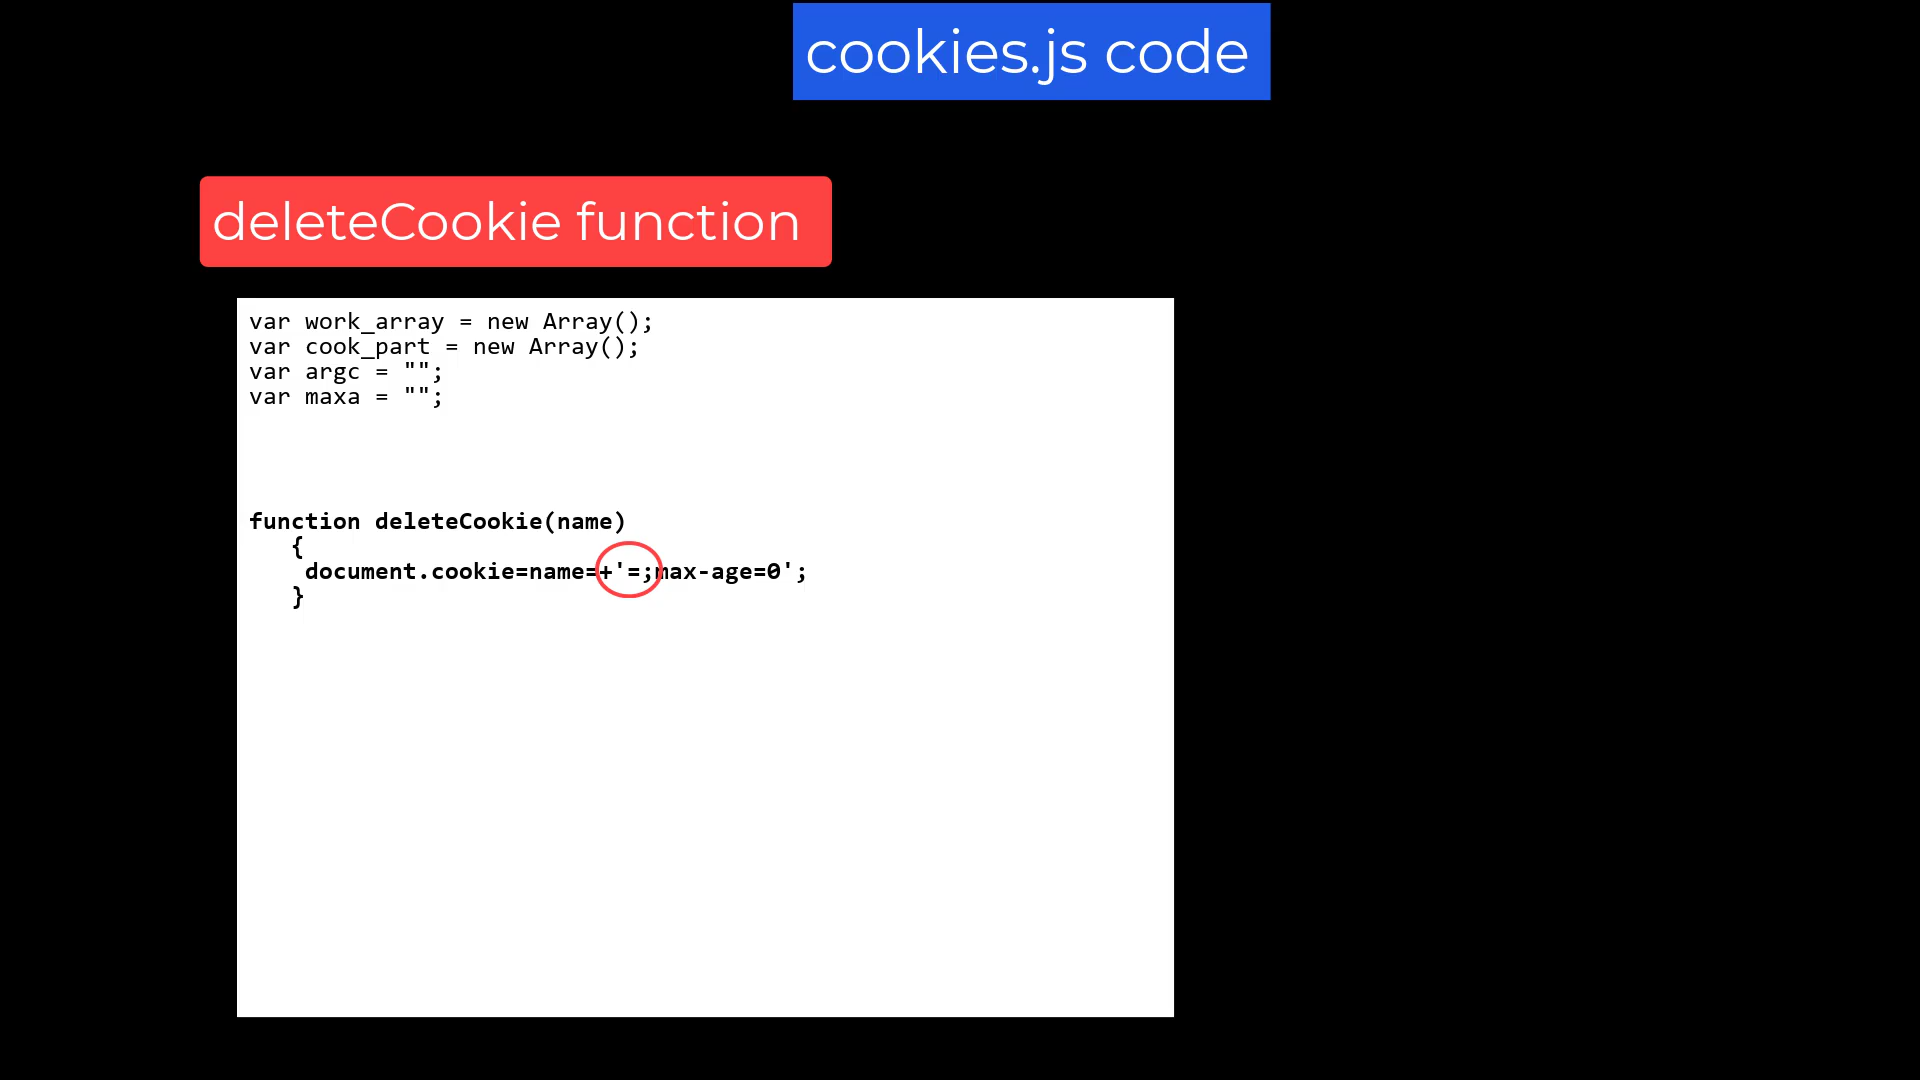 cookies.js code
deleteCookie function
var work_array = new Array();
var cook_part = new Array();
var argc = "";
var maxa = "";
function deleteCookie(name)
{
document.cookie=name=+'=;max-age=0';
}